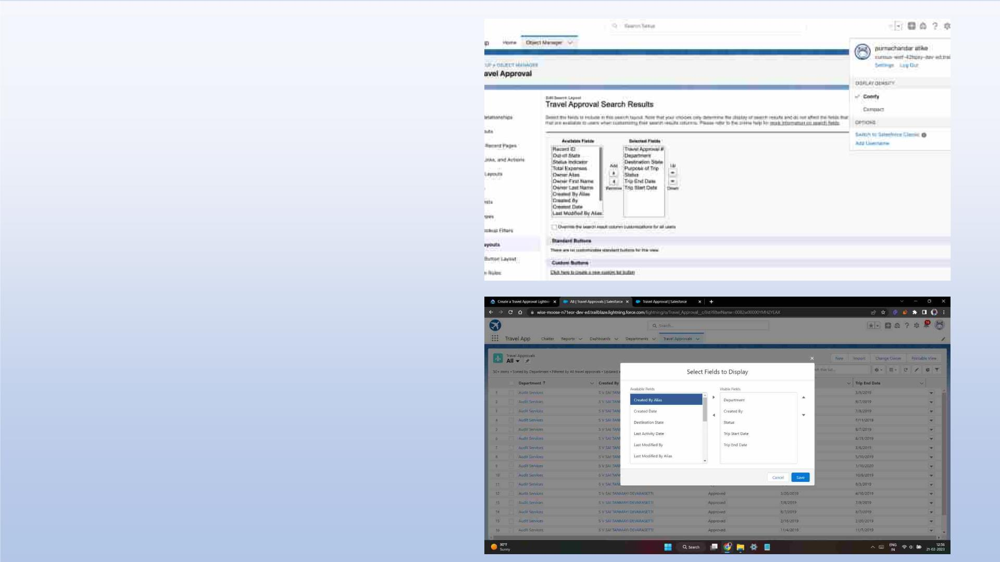 Search Setup
Home Object Manager
UP > OBJECT MANAGER
avel Approval
purnachandar atike
Settings Log Out
DISPLAY DENSITY
Comfy
Compact
OPTIONS
Switch to Salesforce Classic
Add Username
elationships
Record Pages
Links, and Actions
Layouts
ookup Filters
ayouts
Button Layout
n Rules
Edit Search Layout
Travel Approval Search Results
Select the fields to include in this search layout. Note that your choices only determine the display of search results and do not affect the fields that
that are available to users when customizing their search results columns. Please refer to the online help for more information on search fields.
Available Fields Selected Fields
Record ID
Out-of State
Status Indicator
Total Expenses
Owner Alias
Owner First Name
Owner Last Name
Created By Alias
Created By
Created Date
Last Modified By Alias
Add
Remove
Travel Approval #
Department
Destination State
Purpose of Trip
Status
Trip End Date
Trip Start Date
Up
Down
Override the search result column customizations for all users
Standard Buttons
There are no customizable standard buttons for this view.
Custom Buttons
Click here to create a new custom list button
Create a Travel Approval Lightnin All | Travel Approvals | Salesforce Travel Approval | Salesforce
wise-moose-n71eor-dev-ed.trailblaze.lightning.force.com/lightning/o/Travel_Approval__c/list?filterName=00B2w00000YMHZYEAX
Search...
Travel App Chatter Reports Dashboards Departments Travel Approvals
Travel Approvals
All
New Import Change Owner Printable View
50+ items • Sorted by Department • Filtered by All travel approvals • Updated a
ch this list...
Department ↑ Created By Trip End Date
1 Audit Services S V SAI TAN 3/9/2019
2 Audit Services S V SAI TAN 9/7/2019
3 Audit Services S V SAI TAN 7/8/2019
4 Audit Services S V SAI TAN 7/11/2019
5 Audit Services S V SAI TAN 8/7/2019
6 Audit Services S V SAI TAN 8/15/2019
7 Audit Services S V SAI TAN 3/6/2019
8 Audit Services S V SAI TAN 5/10/2019
9 Audit Services S V SAI TAN 1/10/2020
10 Audit Services S V SAI TAN 10/6/2019
11 Audit Services S V SAI TAN 9/3/2019
12 Audit Services S V SAI TANMAYI DEVARASETTI Approved 3/20/2019 4/10/2019
13 Audit Services S V SAI TANMAYI DEVARASETTI Approved 7/8/2019 7/9/2019
14 Audit Services S V SAI TANMAYI DEVARASETTI Approved 8/7/2019 8/7/2019
15 Audit Services S V SAI TANMAYI DEVARASETTI Approved 2/18/2019 2/20/2019
16 Audit Services S V SAI TANMAYI DEVARASETTI Approved 11/4/2019 11/7/2019
Select Fields to Display
Available Fields
Created By Alias
Created Date
Destination State
Last Activity Date
Last Modified By
Last Modified By Alias
Visible Fields
Department
Created By
Status
Trip Start Date
Trip End Date
Cancel Save
90°F
Sunny
Search
ENG
IN
12:56
21-02-2023